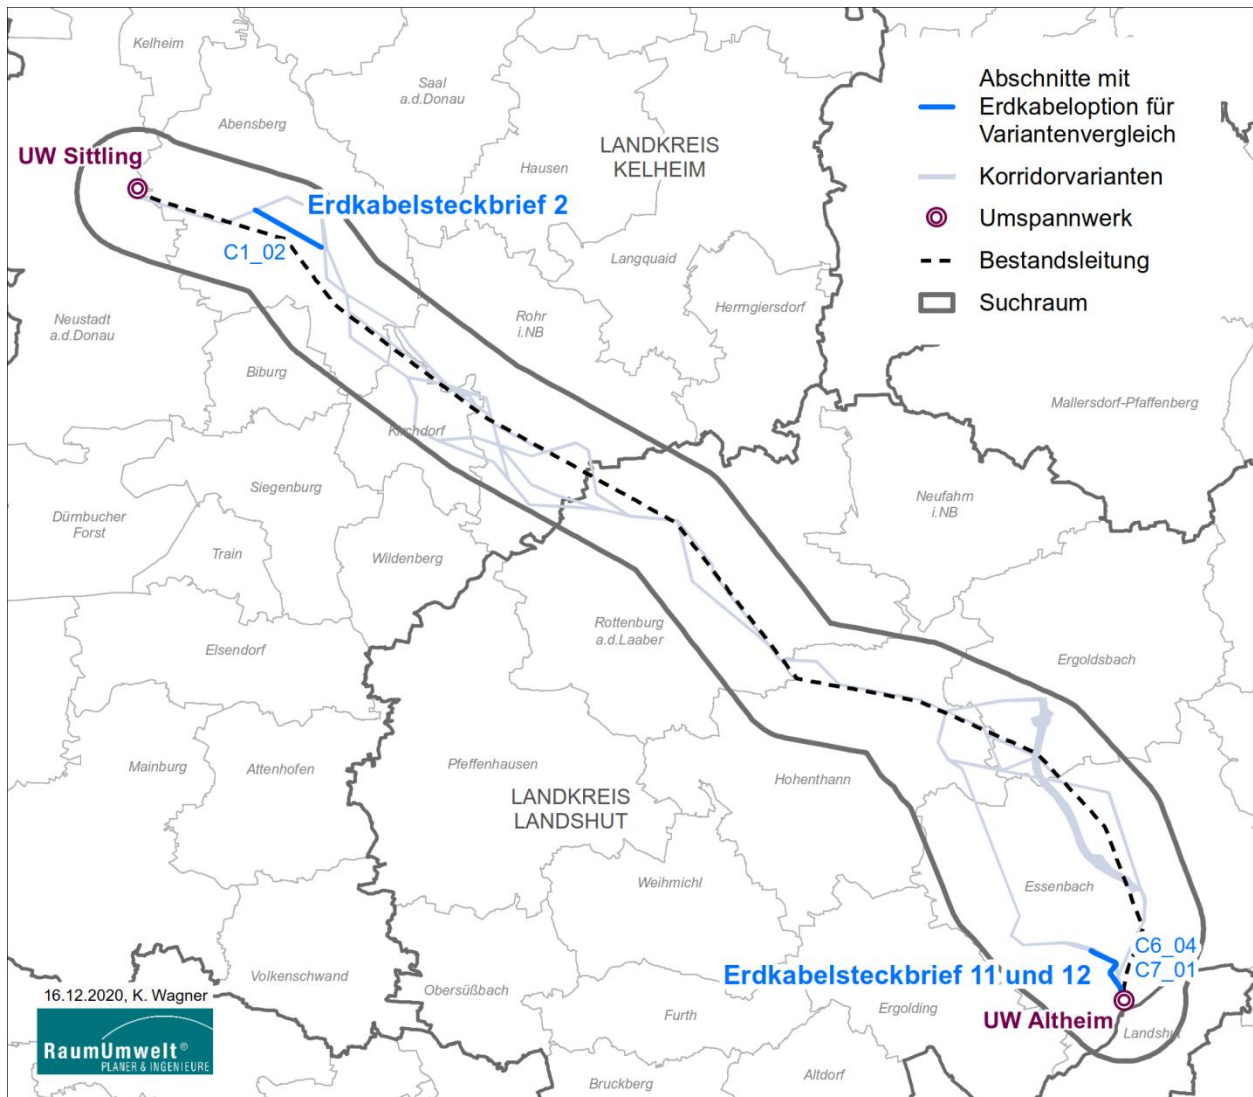 Kelheim
Saal
a.d.Donau
Abensberg
LANDKREIS
KELHEIM
Hausen
UW Sittling
Erdkabelsteckbrief 2
C1_02
Langquaid
Herrngiersdorf
Neustadt
a.d.Donau
Rohr
i.NB
Biburg
Kirchdorf
Mallersdorf-Pfaffenberg
Siegenburg
Neufahrn
i.NB
Dürnbucher
Forst
Train
Wildenberg
Rottenburg
a.d.Laaber
Elsendorf
Ergoldsbach
Mainburg
Attenhofen
Pfeffenhausen
Hohenthann
LANDKREIS
LANDSHUT
Weihmichl
Essenbach
C6_04
C7_01
Volkenschwand
Obersüßbach
Erdkabelsteckbrief 11 und 12
Furth
Ergolding
UW Altheim
Landshut
Altdorf
Bruckberg
Abschnitte mit
Erdkabeloption für
Variantenvergleich
Korridorvarianten
Umspannwerk
Bestandsleitung
Suchraum
16.12.2020, K. Wagner
RaumUmwelt®
PLANER & INGENIEURE